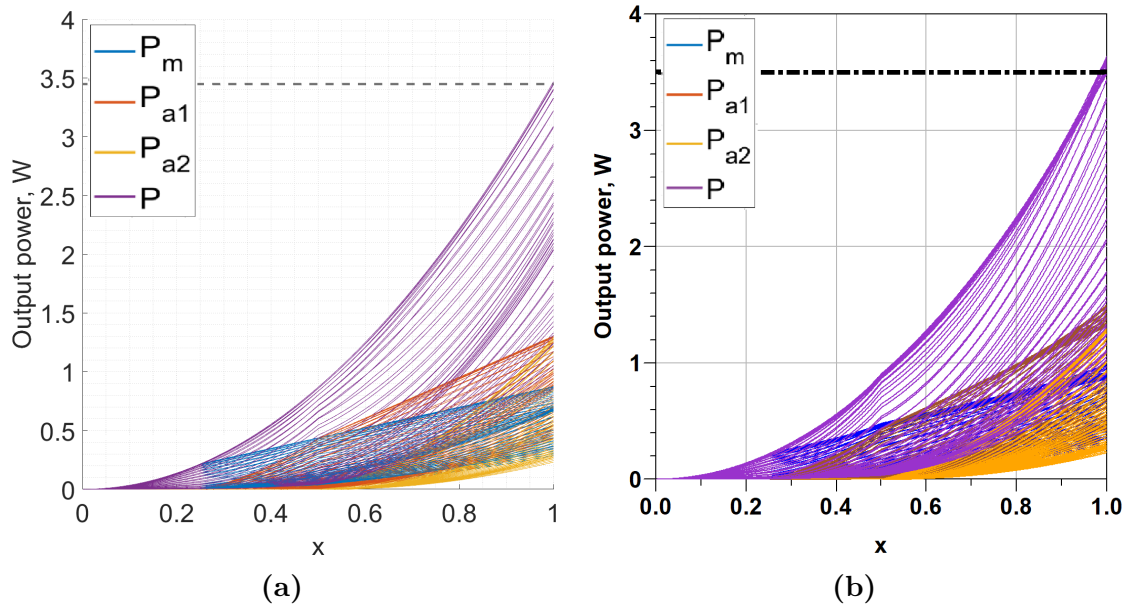 4
3.5
3
2.5
2
1.5
1
0.5
0
Output power, W
P_m
P_a1
P_a2
P
0 0.2 0.4 0.6 0.8 1
x
(a)
4
3
2
1
0
Output power, W
P_m
P_a1
P_a2
P
0.0 0.2 0.4 0.6 0.8 1.0
x
(b)